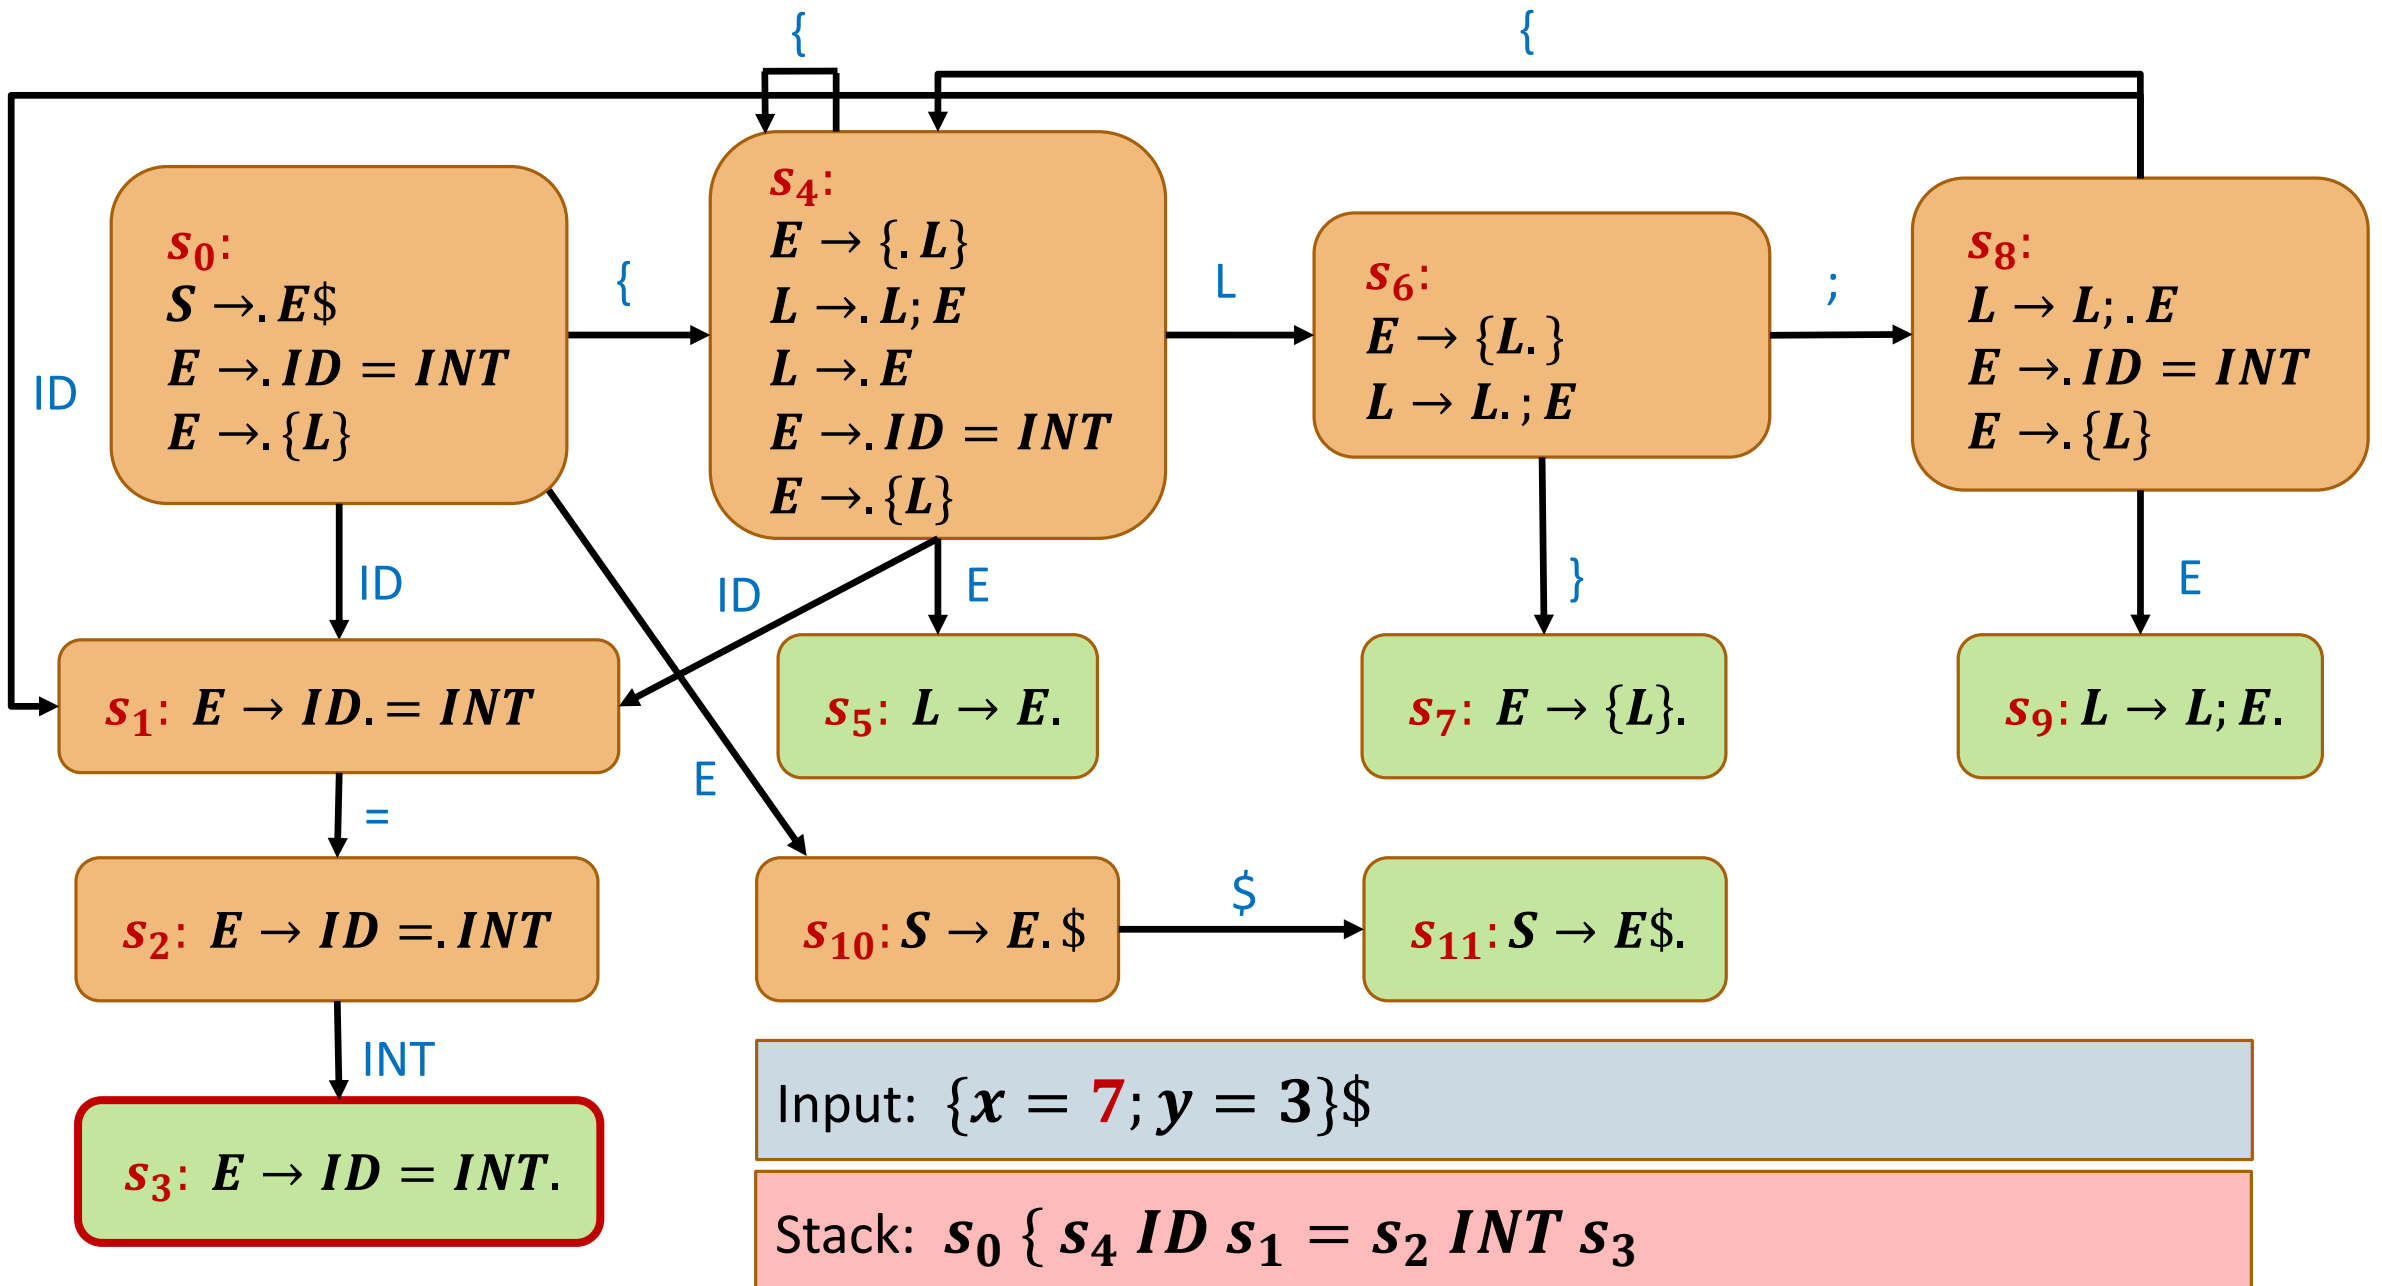 {
{
s₀:
S →. E$
E →. ID = INT
E →. {L}
{
s₄:
E → {. L}
L →. L; E
L →. E
E →. ID = INT
E →. {L}
L
s₆:
E → {L. }
L → L. ; E
;
s₈:
L → L; . E
E →. ID = INT
E →. {L}
ID
ID
ID
E
}
E
s₁: E → ID. = INT
s₅: L → E.
s₇: E → {L}.
s₉: L → L; E.
E
=
s₂: E → ID =. INT
s₁₀: S → E. $
$
s₁₁: S → E$.
INT
s₃: E → ID = INT.
Input: {x = 7; y = 3}$
Stack: s₀ { s₄ ID s₁ = s₂ INT s₃